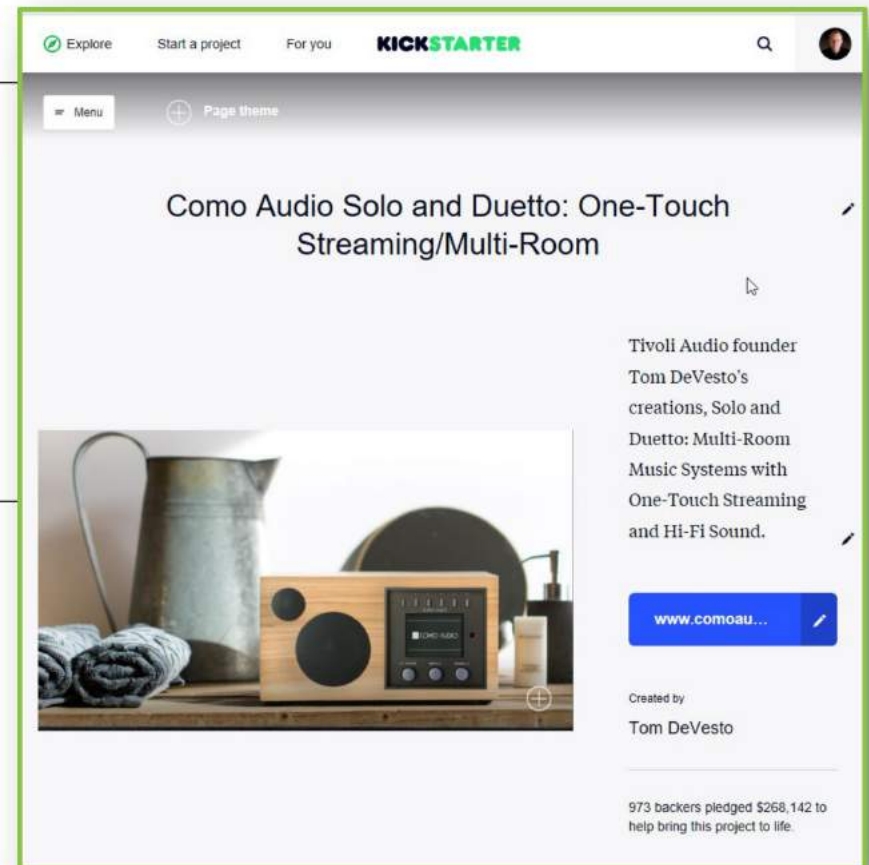 Explore Start a project For you KICKSTARTER
Menu Page theme
Como Audio Solo and Duetto: One-Touch
Streaming/Multi-Room
Tivoli Audio founder
Tom DeVesto's
creations, Solo and
Duetto: Multi-Room
Music Systems with
One-Touch Streaming
and Hi-Fi Sound.
COMO AUDIO
www.comoau...
Created by
Tom DeVesto
973 backers pledged $268,142 to
help bring this project to life.